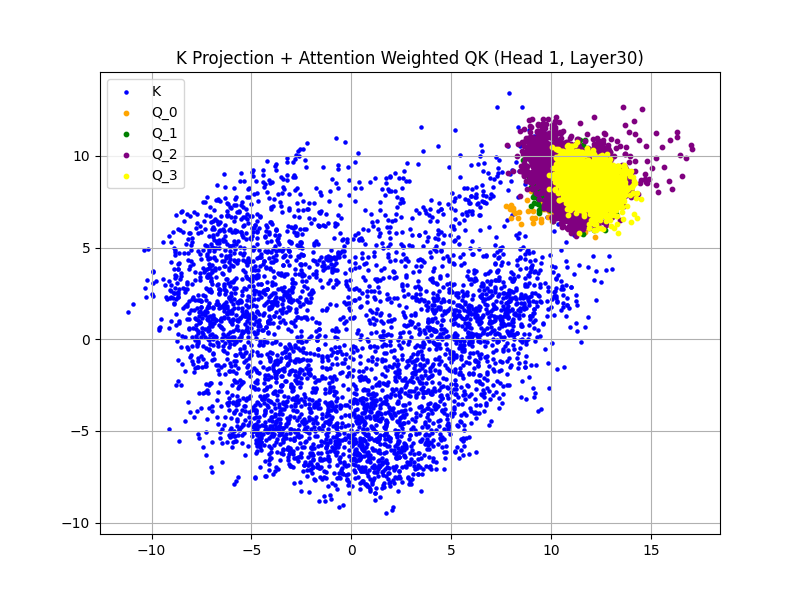 K Projection + Attention Weighted QK (Head 1, Layer30)
K
Q_0
Q_1
Q_2
Q_3
10
5
0
−5
−10
−10
−5
0
5
10
15